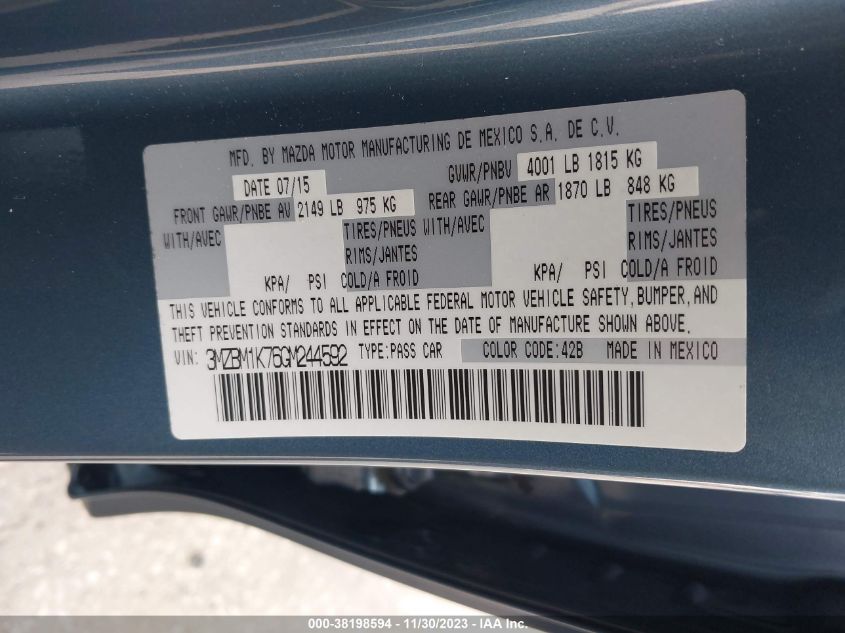 MFD. BY MAZDA MOTOR MANUFACTURING DE MEXICO S.A. DE C.V.
DATE 07/15 GVWR/PNBV 4001 LB 1815 KG
FRONT GAWR/PNBE AV 2149 LB 975 KG REAR GAWR/PNBE AR 1870 LB 848 KG
WITH/AVEC TIRES/PNEUS WITH/AVEC TIRES/PNEUS
RIMS/JANTES RIMS/JANTES
KPA/ PSI COLD/A FROID KPA/ PSI COLD/A FROID
THIS VEHICLE CONFORMS TO ALL APPLICABLE FEDERAL MOTOR VEHICLE SAFETY, BUMPER, AND
THEFT PREVENTION STANDARDS IN EFFECT ON THE DATE OF MANUFACTURE SHOWN ABOVE.
VIN: 3MZBM1K76GM244592 TYPE:PASS CAR COLOR CODE:42B MADE IN MEXICO
000-38198594 - 11/30/2023 - IAA Inc.